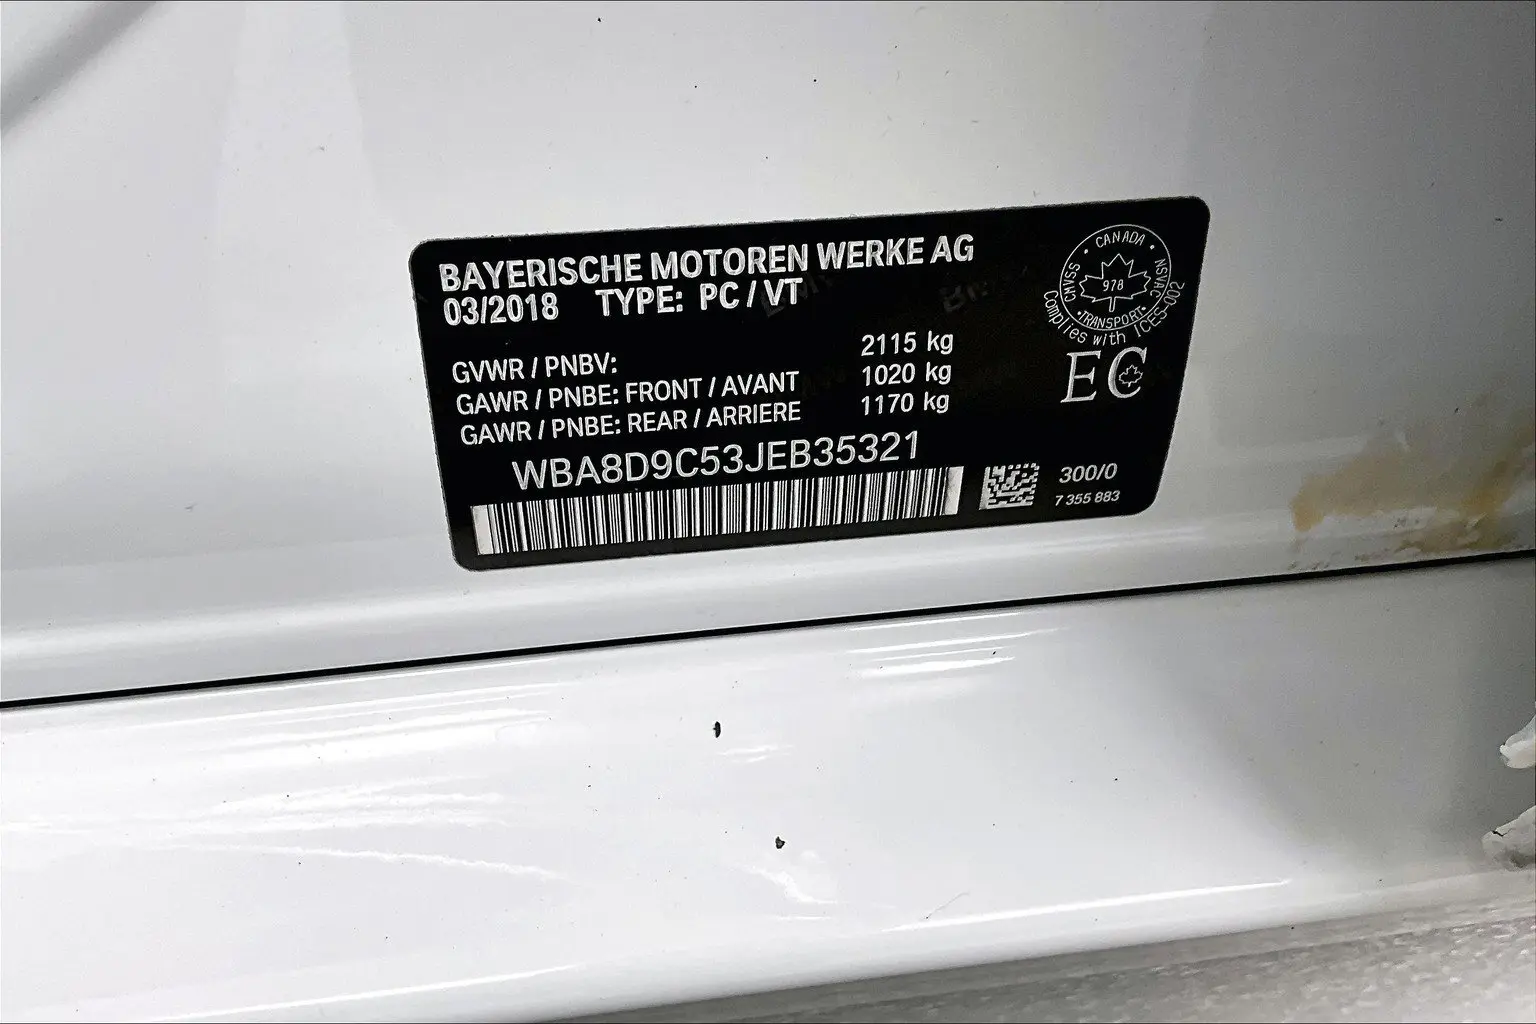 BAYERISCHE MOTOREN WERKE AG
03/2018 TYPE: PC / VT
GVWR / PNBV: 2115 kg
GAWR / PNBE: FRONT / AVANT 1020 kg
GAWR / PNBE: REAR / ARRIERE 1170 kg
WBA8D9C53JEB35321
CANADA
CMVSS
978
NSVAC
TRANSPORT
Complies with ICES-002
EC
300/0
7 355 883